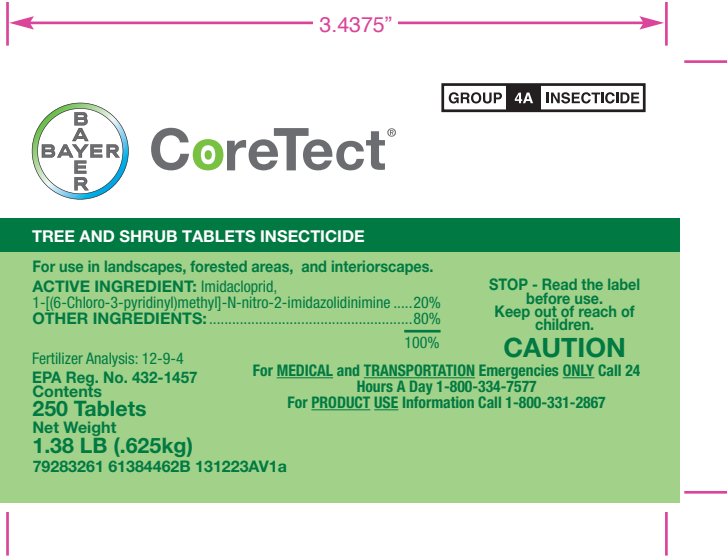 3.4375”
GROUP 4A INSECTICIDE
BAYER
BAYER
CoreTect®
TREE AND SHRUB TABLETS INSECTICIDE
For use in landscapes, forested areas, and interiorscapes.
ACTIVE INGREDIENT: Imidacloprid,
1-[(6-Chloro-3-pyridinyl)methyl]-N-nitro-2-imidazolidinimine .....20%
OTHER INGREDIENTS:.....................................................80%
100%
STOP - Read the label
before use.
Keep out of reach of
children.
CAUTION
Fertilizer Analysis: 12-9-4
EPA Reg. No. 432-1457
Contents
250 Tablets
Net Weight
1.38 LB (.625kg)
79283261 61384462B 131223AV1a
For MEDICAL and TRANSPORTATION Emergencies ONLY Call 24
Hours A Day 1-800-334-7577
For PRODUCT USE Information Call 1-800-331-2867